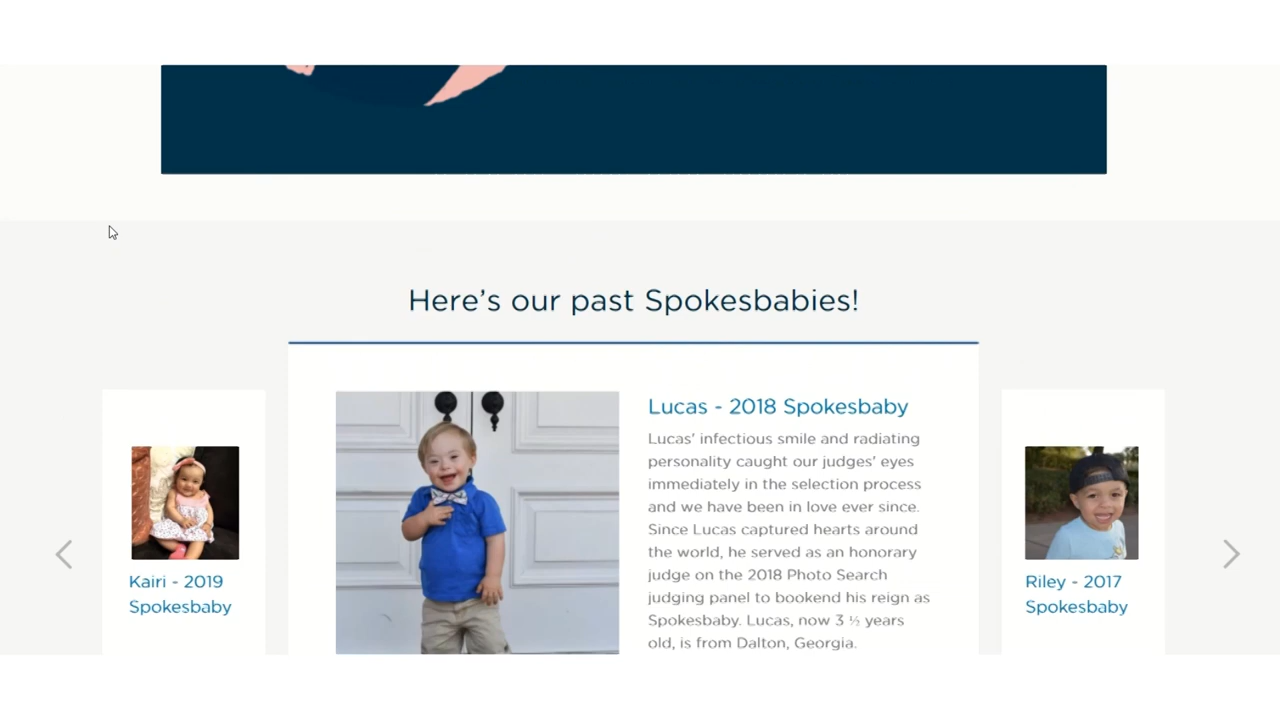 Here's our past Spokesbabies!
Kairi - 2019
Spokesbaby
Lucas - 2018 Spokesbaby
Lucas' infectious smile and radiating
personality caught our judges' eyes
immediately in the selection process
and we have been in love ever since.
Since Lucas captured hearts around
the world, he served as an honorary
judge on the 2018 Photo Search
judging panel to bookend his reign as
Spokesbaby. Lucas, now 3 ½ years
old, is from Dalton, Georgia.
Riley - 2017
Spokesbaby